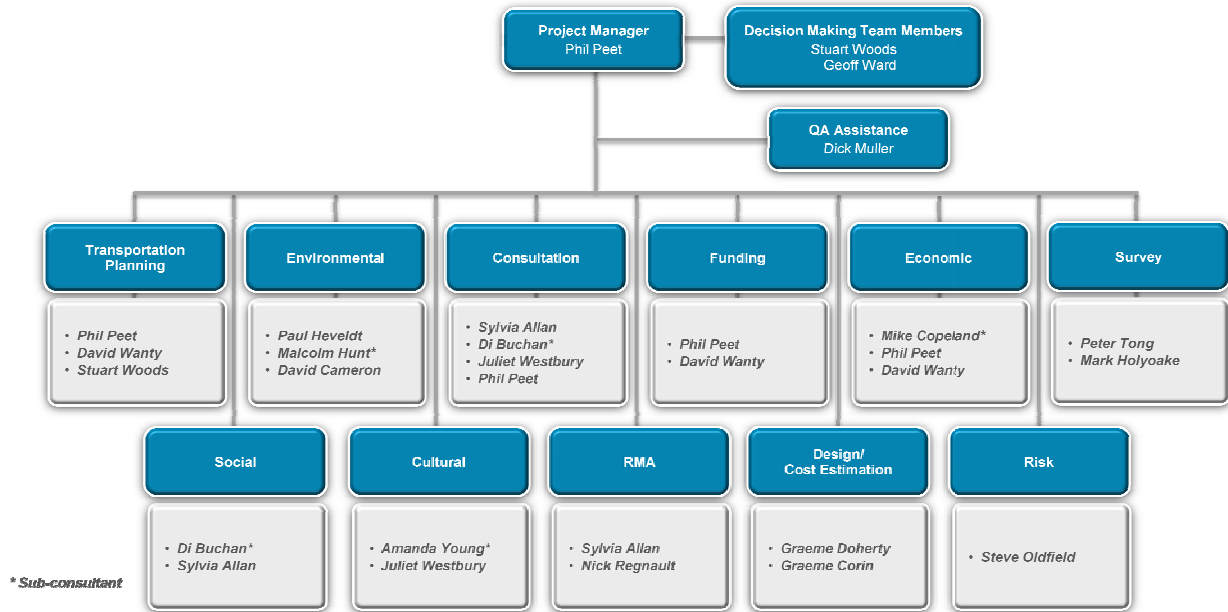 Project Manager
Phil Peet
Decision Making Team Members
Stuart Woods
Geoff Ward
QA Assistance
Dick Muller
Transportation
Planning
• Phil Peet
• David Wanty
• Stuart Woods
Environmental
• Paul Heveldt
• Malcolm Hunt*
• David Cameron
Consultation
• Sylvia Allan
• Di Buchan*
• Juliet Westbury
• Phil Peet
Funding
• Phil Peet
• David Wanty
Economic
• Mike Copeland*
• Phil Peet
• David Wanty
Survey
• Peter Tong
• Mark Holyoake
Social
• Di Buchan*
• Sylvia Allan
Cultural
• Amanda Young*
• Juliet Westbury
RMA
• Sylvia Allan
• Nick Regnault
Design/
Cost Estimation
• Graeme Doherty
• Graeme Corin
Risk
• Steve Oldfield
* Sub-consultant